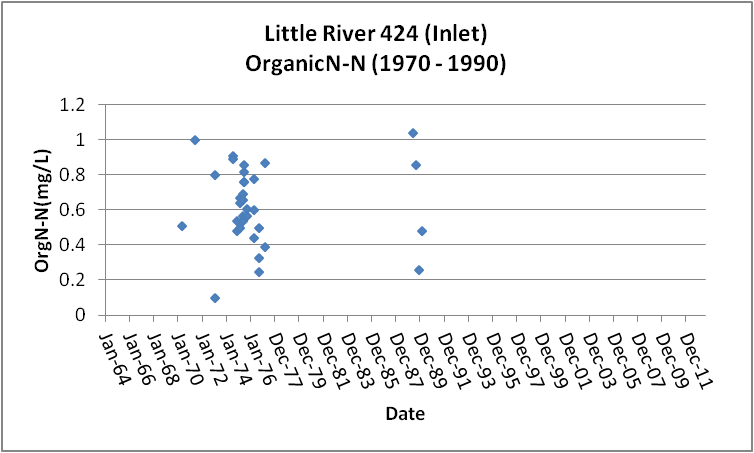 Little River 424 (Inlet)
OrganicN-N (1970 - 1990)
OrgN-N(mg/L)
1.2
1
0.8
0.6
0.4
0.2
0
Jan-64
Jan-66
Jan-68
Jan-70
Jan-72
Jan-74
Jan-76
Dec-77
Dec-79
Dec-81
Dec-83
Dec-85
Dec-87
Dec-89
Dec-91
Dec-93
Dec-95
Dec-97
Dec-99
Dec-01
Dec-03
Dec-05
Dec-07
Dec-09
Dec-11
Date